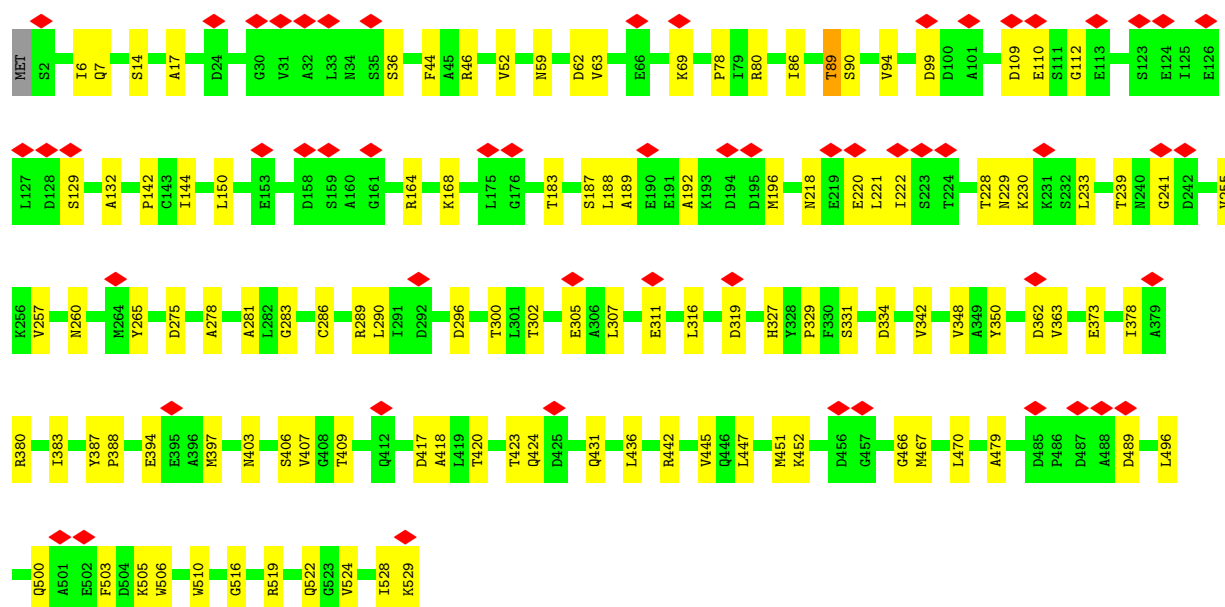 MET S2 I6 Q7 S14 A17 D24 G30 V31 A32 L33 N34 S35 S36 F44 A45 R46 V52 N59 D62 V63 E66 K69 P78 I79 R80 I86 T89 S90 V94 D99 D100 A101 D109 E110 S111 G112 E113 S123 E124 I125 E126
L127 D128 S129 A132 P142 C143 I144 L150 E153 D158 S159 A160 G161 R164 K168 L175 G176 T183 S187 L188 A189 E190 E191 A192 K193 D194 D195 M196 N218 E219 E220 L221 I222 S223 T224 T228 N229 K230 K231 S232 L233 T239 N240 G241 D242 V255
K256 V257 N260 M264 Y265 D275 A278 A281 L282 G283 C286 R289 L290 I291 D292 D296 T300 L301 T302 E305 A306 L307 E311 L316 D319 H327 Y328 P329 F330 S331 D334 V342 V348 A349 Y350 D362 V363 E373 I378 A379
R380 I383 Y387 P388 E394 E395 A396 M397 N403 S406 V407 G408 T409 Q412 D417 A418 L419 T420 T423 Q424 D425 Q431 L436 R442 V445 Q446 L447 M451 K452 D456 G457 G466 M467 L470 A479 D485 P486 D487 A488 D489 L496
Q500 A501 E502 F503 D504 K505 W506 W510 G516 R519 Q522 G523 V524 I528 K529